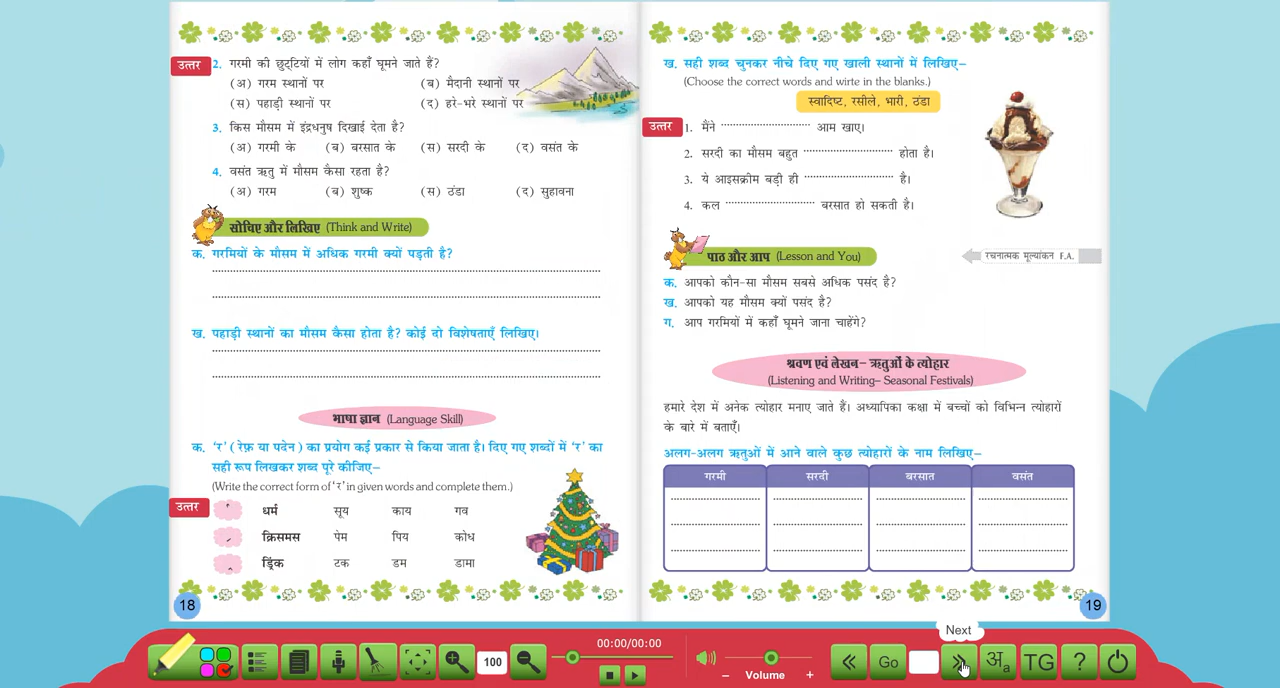 उत्तर
2. गरमी की छुट्टियों में लोग कहाँ घूमने जाते हैं?
(अ) गरम स्थानों पर (ब) मैदानी स्थानों पर
(स) पहाड़ी स्थानों पर (द) हरे-भरे स्थानों पर
3. किस मौसम में इंद्रधनुष दिखाई देता है?
(अ) गरमी के (ब) बरसात के (स) सरदी के (द) वसंत के
4. वसंत ऋतु में मौसम कैसा रहता है?
(अ) गरम (ब) शुष्क (स) ठंडा (द) सुहावना
सोचिए और लिखिए (Think and Write)
क. गरमियों के मौसम में अधिक गरमी क्यों पड़ती है?
ख. पहाड़ी स्थानों का मौसम कैसा होता है? कोई दो विशेषताएँ लिखिए।
भाषा ज्ञान (Language Skill)
क. ‘र’ (रेफ़ या पदेन) का प्रयोग कई प्रकार से किया जाता है। दिए गए शब्दों में ‘र’ का
सही रूप लिखकर शब्द पूरे कीजिए–
(Write the correct form of ‘र’ in given words and complete them.)
उत्तर
धर्म सूय काय गव
क्रिसमस पेम पिय कोध
ड्रिंक टक डम डामा
18
ख. सही शब्द चुनकर नीचे दिए गए खाली स्थानों में लिखिए–
(Choose the correct words and wirte in the blanks.)
स्वादिष्ट, रसीले, भारी, ठंडा
उत्तर
1. मैंने .............................. आम खाए।
2. सरदी का मौसम बहुत .............................. होता है।
3. ये आइसक्रीम बड़ी ही .............................. है।
4. कल .............................. बरसात हो सकती है।
पाठ और आप (Lesson and You)
रचनात्मक मूल्यांकन F.A.
क. आपको कौन-सा मौसम सबसे अधिक पसंद है?
ख. आपको यह मौसम क्यों पसंद है?
ग. आप गरमियों में कहाँ घूमने जाना चाहेंगे?
श्रवण एवं लेखन– ऋतुओं के त्योहार
(Listening and Writing– Seasonal Festivals)
हमारे देश में अनेक त्योहार मनाए जाते हैं। अध्यापिका कक्षा में बच्चों को विभिन्न त्योहारों
के बारे में बताएँ।
अलग-अलग ऋतुओं में आने वाले कुछ त्योहारों के नाम लिखिए–
गरमी सरदी बरसात वसंत
19
Next
00:00/00:00
100
Volume
– +
Go
अa
TG
?